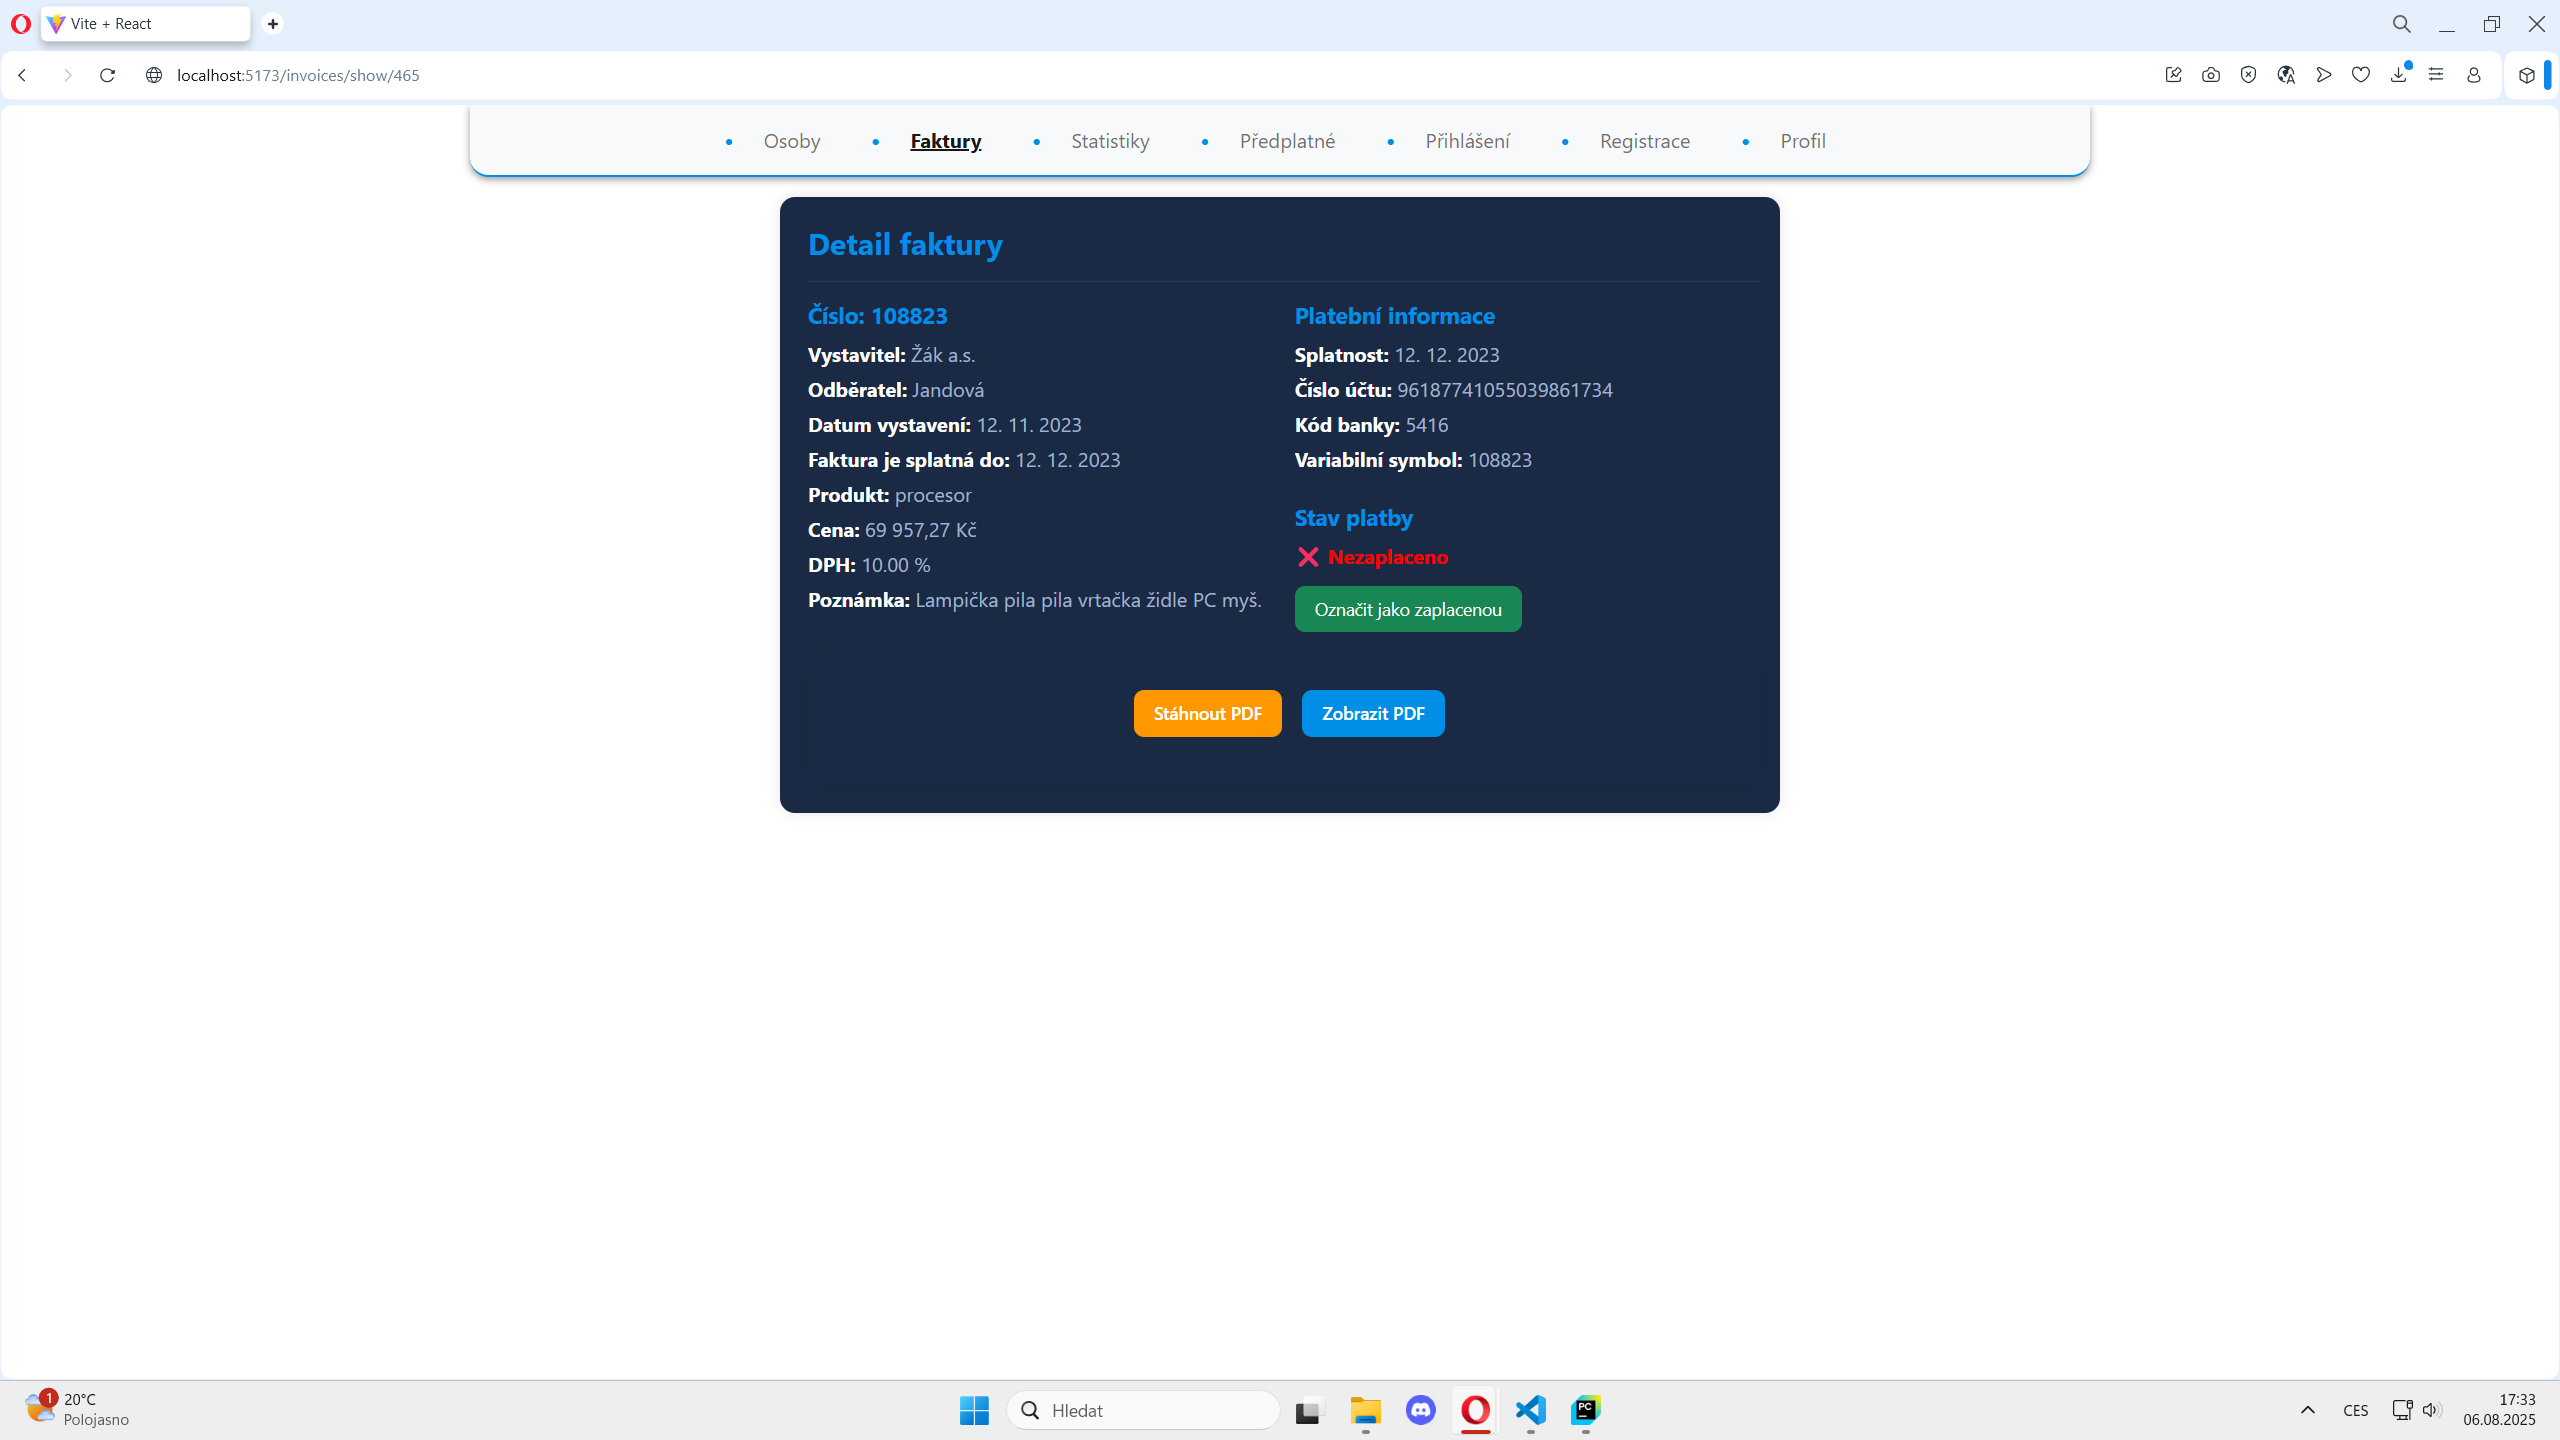 Vite + React
localhost:5173/invoices/show/465
Osoby
Faktury
Statistiky
Předplatné
Přihlášení
Registrace
Profil
Detail faktury
Číslo: 108823
Vystavitel: Žák a.s.
Odběratel: Jandová
Datum vystavení: 12. 11. 2023
Faktura je splatná do: 12. 12. 2023
Produkt: procesor
Cena: 69 957,27 Kč
DPH: 10.00 %
Poznámka: Lampička pila pila vrtačka židle PC myš.
Platební informace
Splatnost: 12. 12. 2023
Číslo účtu: 96187741055039861734
Kód banky: 5416
Variabilní symbol: 108823
Stav platby
❌ Nezaplaceno
Označit jako zaplacenou
Stáhnout PDF
Zobrazit PDF
1
20°C
Polojasno
Hledat
PC
CES
17:33
06.08.2025